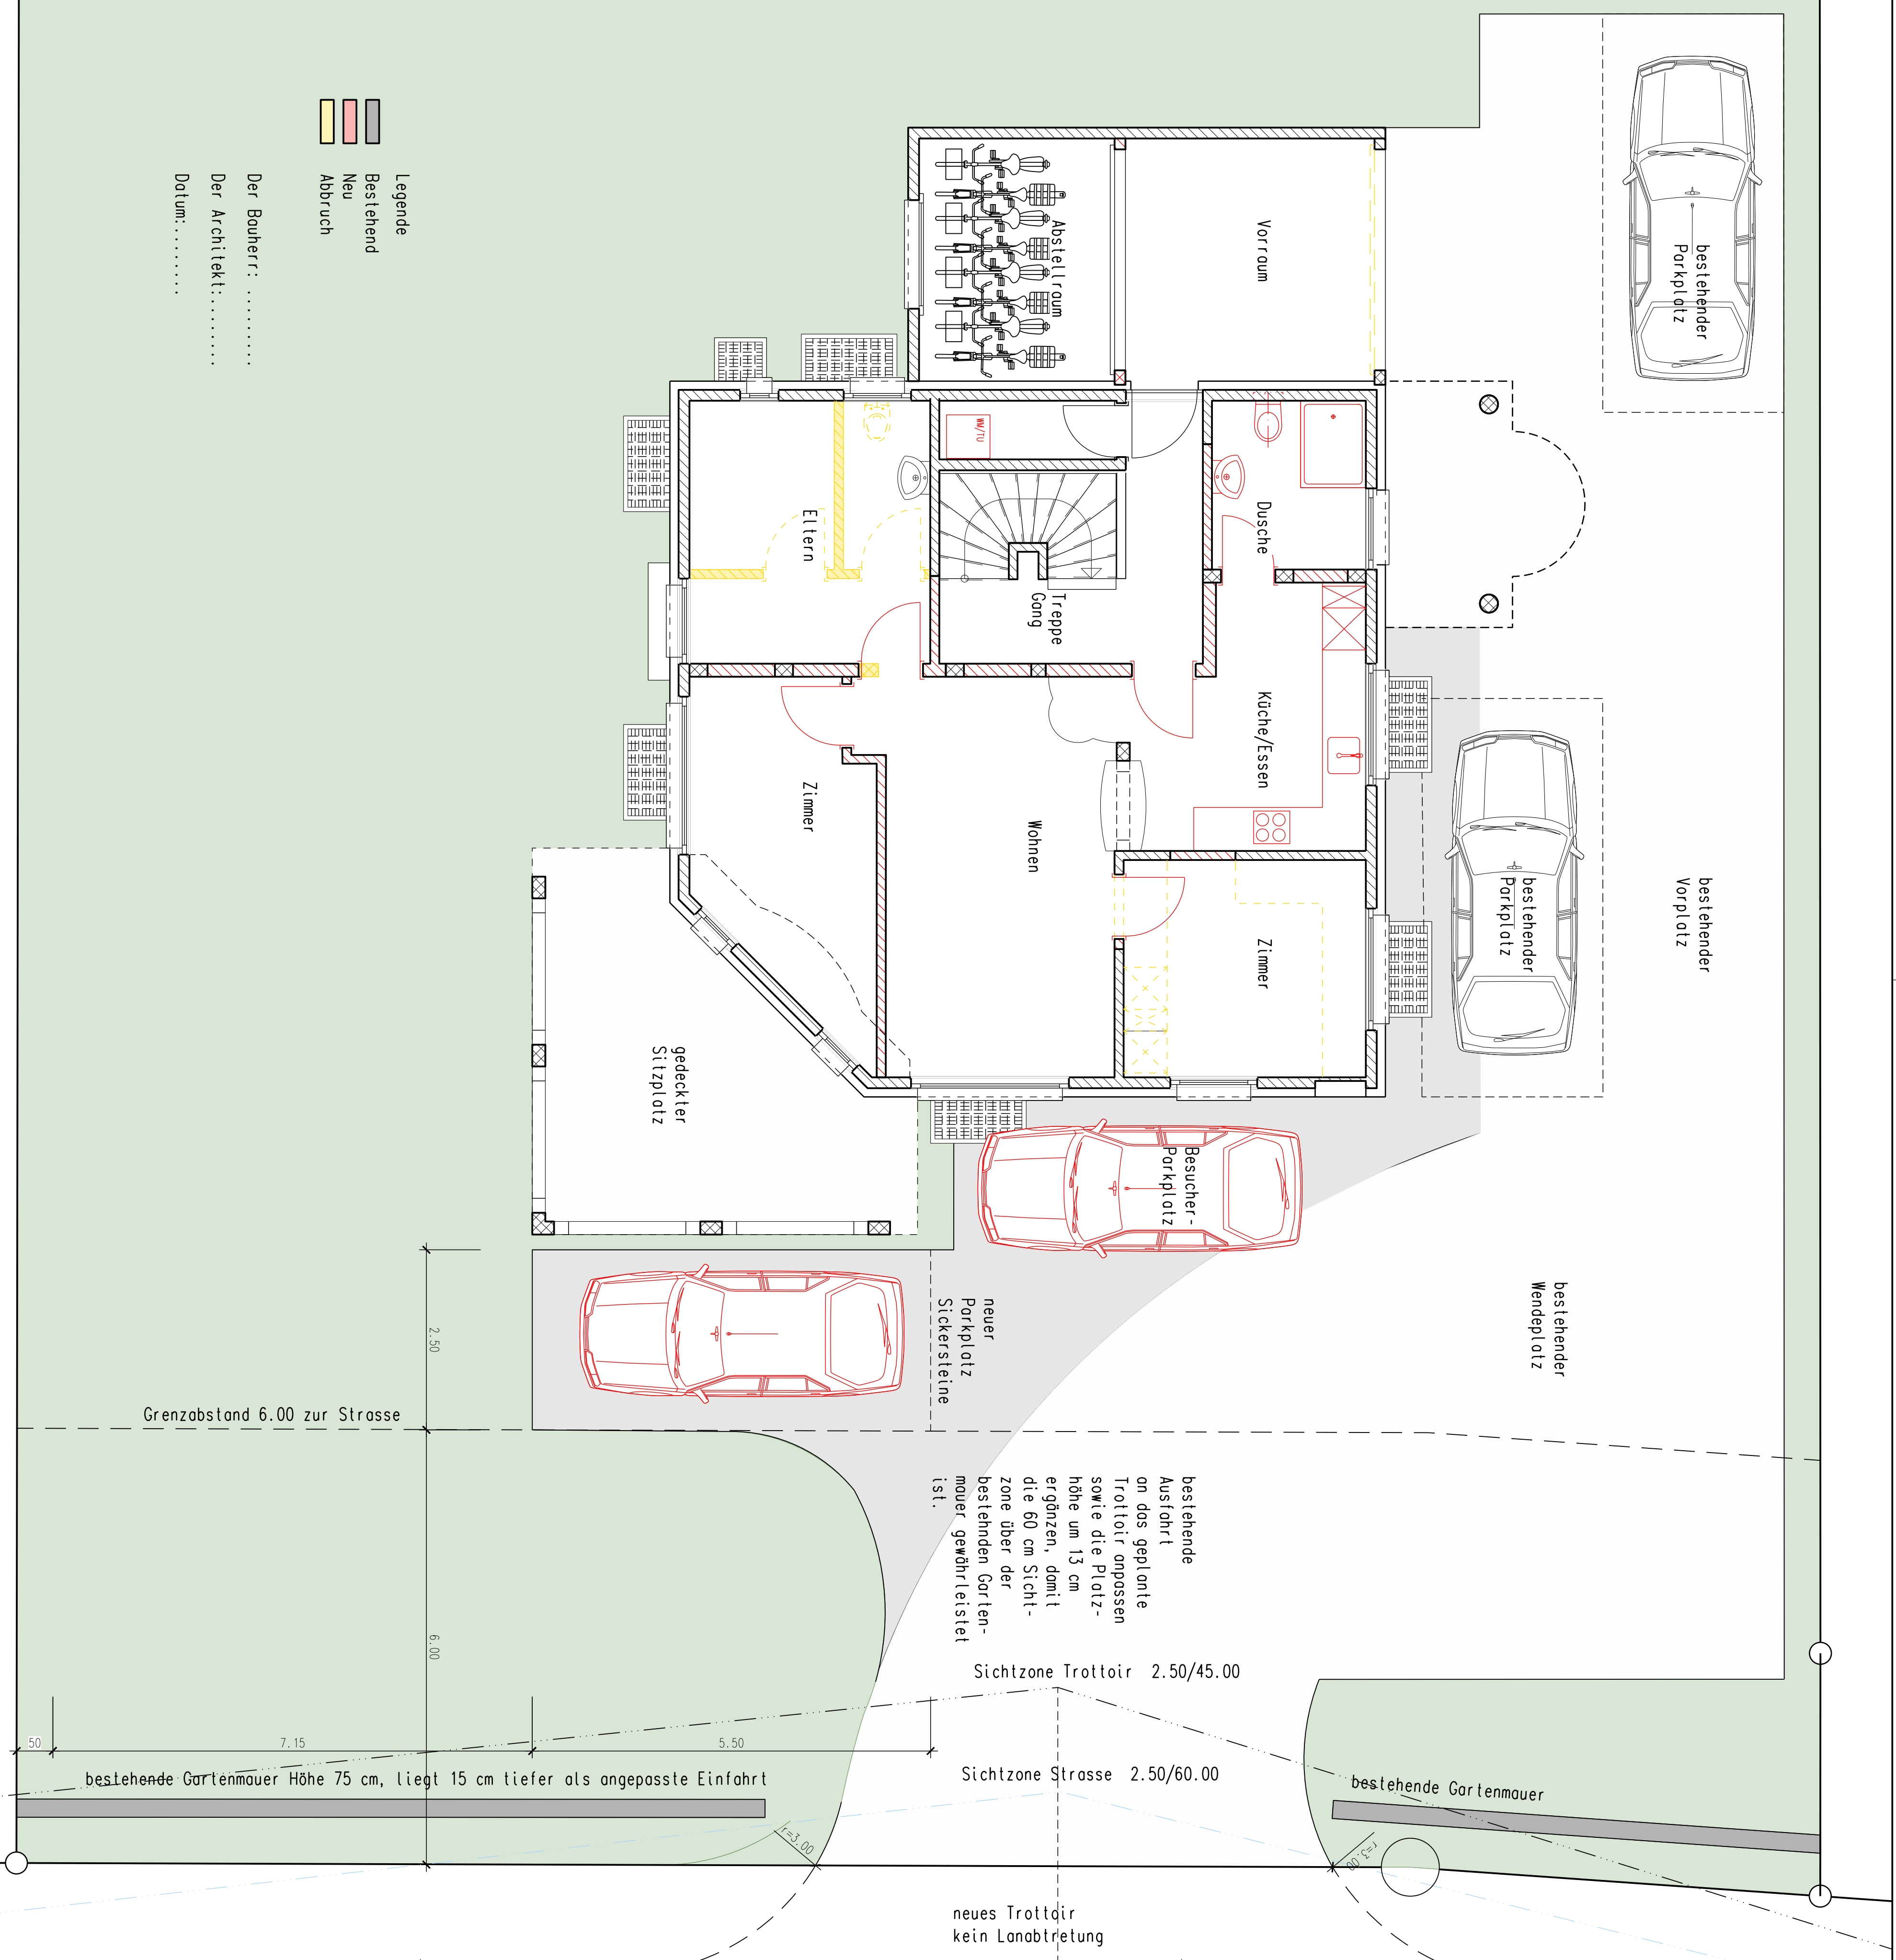 Legende
Bestehend
Neu
Abbruch
Der Bauherr: .........
Der Architekt:.........
Datum:........
bestehender
Parkplatz
Vorraum
Abstellraum
WM/TU
Dusche
Eltern
Treppe
Gang
Küche/Essen
Zimmer
Wohnen
Zimmer
bestehender
Parkplatz
bestehender
Vorplatz
gedeckter
Sitzplatz
Besucher-
Parkplatz
neuer
Parkplatz
Sickersteine
bestehender
Wendeplatz
2.50
Grenzabstand 6.00 zur Strasse
bestehende
Ausfahrt
an das geplante
Trottoir anpassen
sowie die Platz-
höhe um 13 cm
ergänzen, damit
die 60 cm Sicht-
zone über der
bestehnden Garten-
mauer gewährleistet
ist.
6.00
Sichtzone Trottoir 2.50/45.00
50
7.15
5.50
bestehende Gartenmauer Höhe 75 cm, liegt 15 cm tiefer als angepasste Einfahrt
Sichtzone Strasse 2.50/60.00
bestehende Gartenmauer
r=3.00
r=3.00
neues Trottoir
kein Lanabtretung